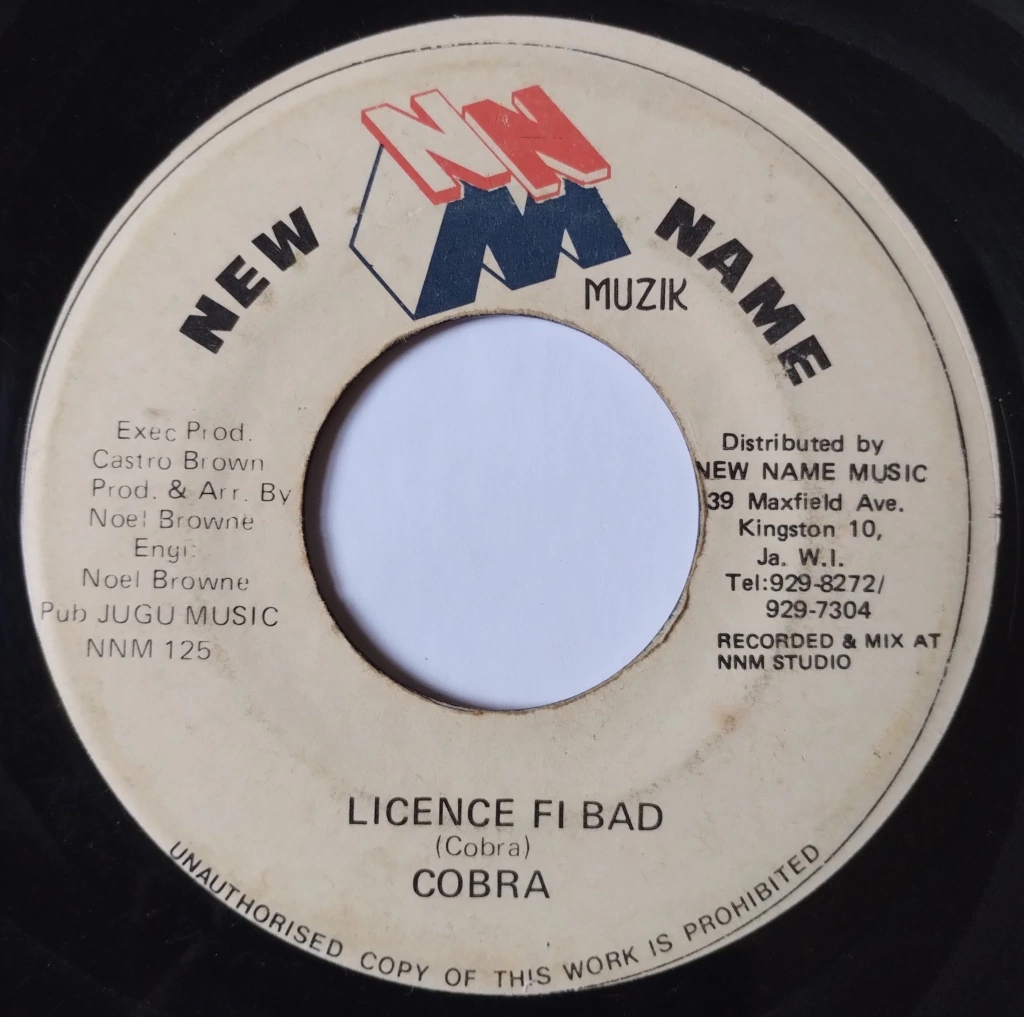 NEW NAME
NNM
MUZIK
Exec Prod.
Castro Brown
Prod. & Arr. By
Noel Browne
Engi:
Noel Browne
Pub JUGU MUSIC
NNM 125
Distributed by
NEW NAME MUSIC
39 Maxfield Ave.
Kingston 10,
Ja. W.I.
Tel:929-8272/
929-7304
RECORDED & MIX AT
NNM STUDIO
LICENCE FI BAD
(Cobra)
COBRA
UNAUTHORISED COPY OF THIS WORK IS PROHIBITED